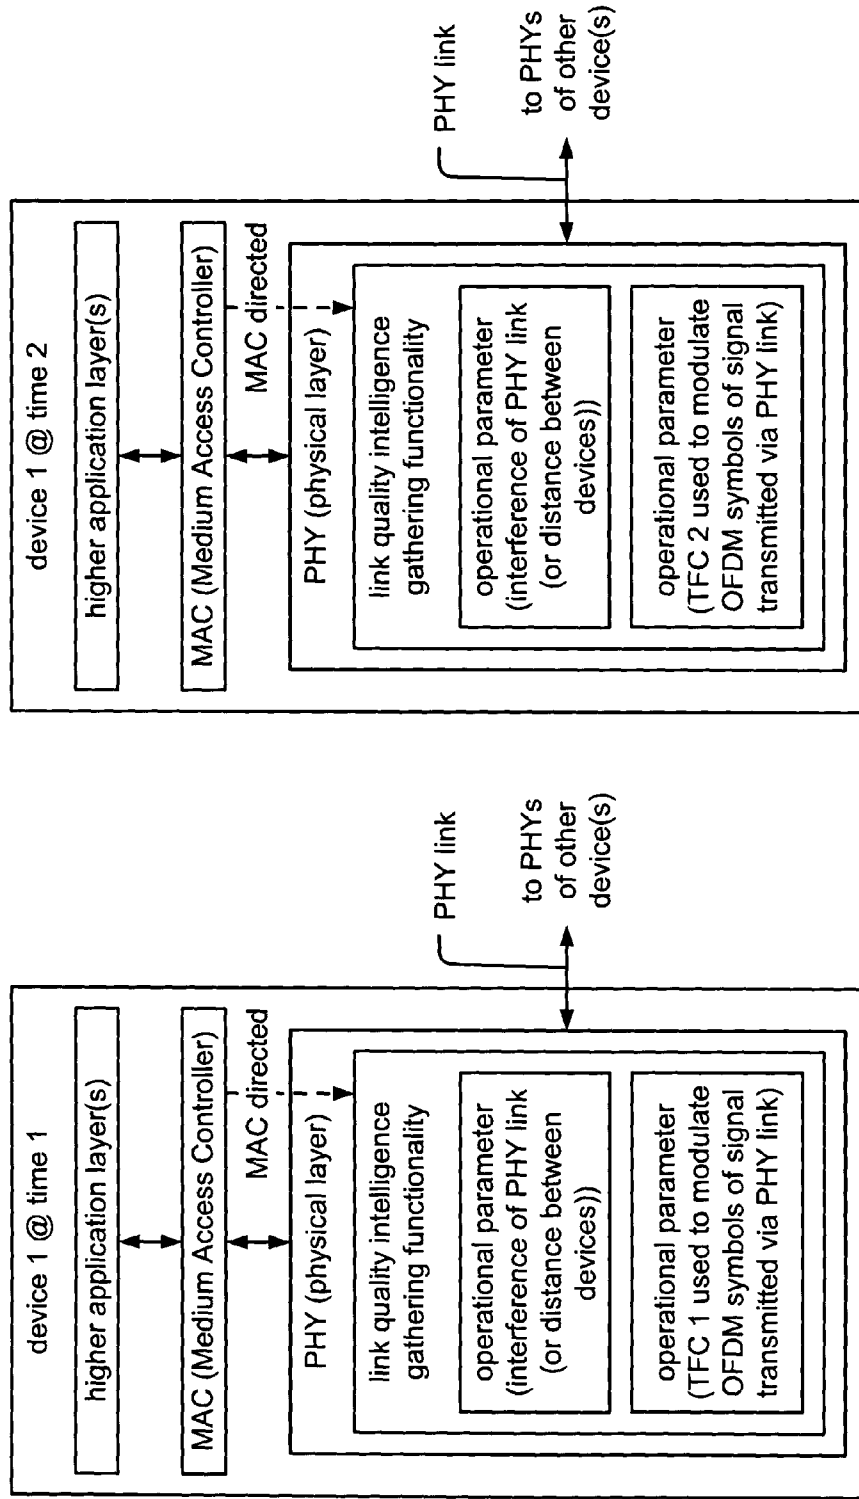 device 1 @ time 1
higher application layer(s)
MAC (Medium Access Controller)
MAC directed
PHY (physical layer)
link quality intelligence
gathering functionality
operational parameter
(interference of PHY link
(or distance between
devices))
operational parameter
(TFC 1 used to modulate
OFDM symbols of signal
transmitted via PHY link)
PHY link
to PHYs
of other
device(s)
device 1 @ time 2
higher application layer(s)
MAC (Medium Access Controller)
MAC directed
PHY (physical layer)
link quality intelligence
gathering functionality
operational parameter
(interference of PHY link
(or distance between
devices))
operational parameter
(TFC 2 used to modulate
OFDM symbols of signal
transmitted via PHY link)
PHY link
to PHYs
of other
device(s)